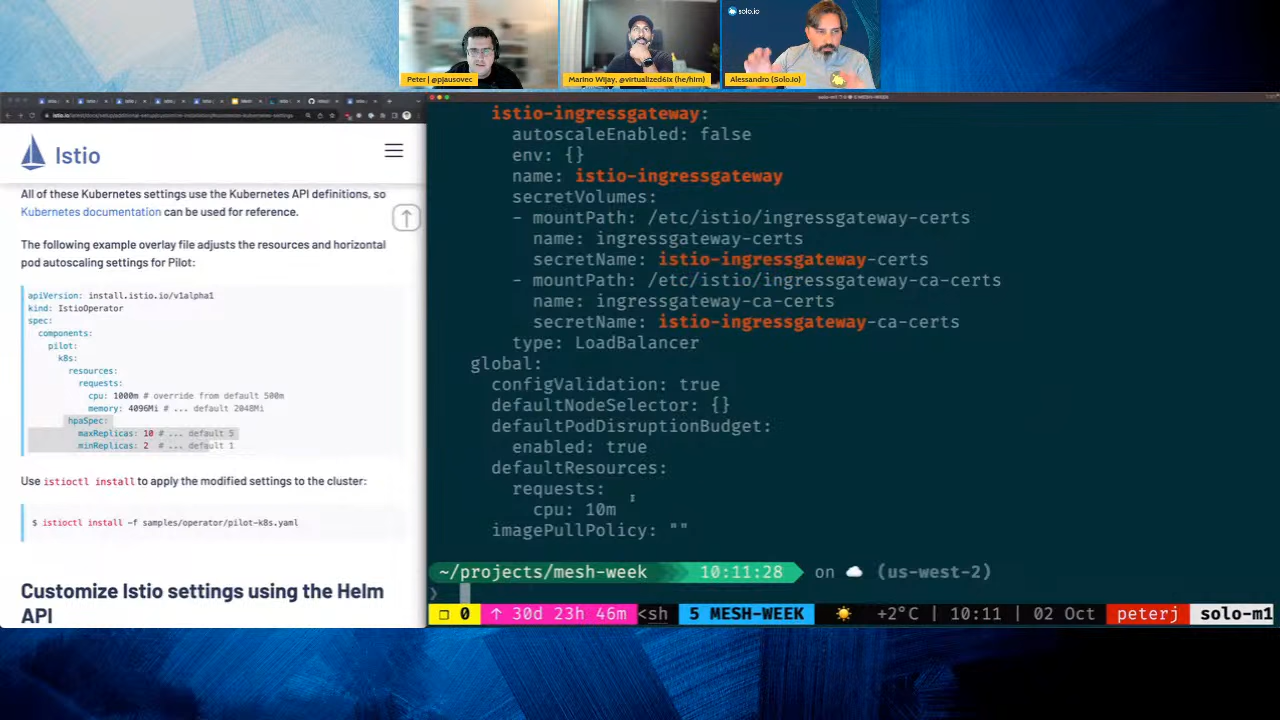 solo.io
Peter | @pjausovec
Marino Wijay, @virtualized6ix (he/him)
Alessandro (Solo.io)
Istio
All of these Kubernetes settings use the Kubernetes API definitions, so
Kubernetes documentation can be used for reference.
The following example overlay file adjusts the resources and horizontal
pod autoscaling settings for Pilot:
apiVersion: install.istio.io/v1alpha1
kind: IstioOperator
spec:
components:
pilot:
k8s:
resources:
requests:
cpu: 1000m # override from default 500m
memory: 4096Mi # ... default 2048Mi
hpaSpec:
maxReplicas: 10 # ... default 5
minReplicas: 2 # ... default 1
Use istioctl install to apply the modified settings to the cluster:
$ istioctl install -f samples/operator/pilot-k8s.yaml
Customize Istio settings using the Helm
API
istio-ingressgateway:
autoscaleEnabled: false
env: {}
name: istio-ingressgateway
secretVolumes:
- mountPath: /etc/istio/ingressgateway-certs
name: ingressgateway-certs
secretName: istio-ingressgateway-certs
- mountPath: /etc/istio/ingressgateway-ca-certs
name: ingressgateway-ca-certs
secretName: istio-ingressgateway-ca-certs
type: LoadBalancer
global:
configValidation: true
defaultNodeSelector: {}
defaultPodDisruptionBudget:
enabled: true
defaultResources:
requests:
cpu: 10m
imagePullPolicy: ""
~/projects/mesh-week 10:11:28 on (us-west-2)
❯
0 ↑ 30d 23h 46m <sh 5 MESH-WEEK +2°C | 10:11 | 02 Oct peterj solo-m1